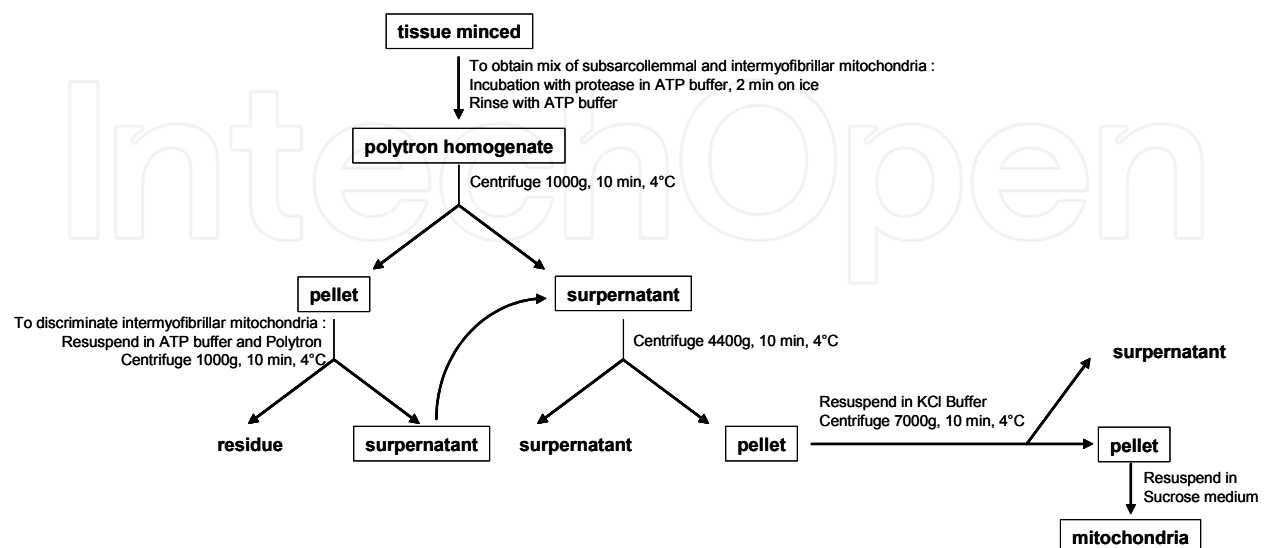 tissue minced
To obtain mix of subsarcollemmal and intermyofibrillar mitochondria :
Incubation with protease in ATP buffer, 2 min on ice
Rinse with ATP buffer
IntechOpen
polytron homogenate
Centrifuge 1000g, 10 min, 4°C
pellet
surpernatant
To discriminate intermyofibrillar mitochondria :
Resuspend in ATP buffer and Polytron
Centrifuge 1000g, 10 min, 4°C
Centrifuge 4400g, 10 min, 4°C
surpernatant
Resuspend in KCl Buffer
Centrifuge 7000g, 10 min, 4°C
residue
surpernatant
surpernatant
pellet
pellet
Resuspend in
Sucrose medium
mitochondria